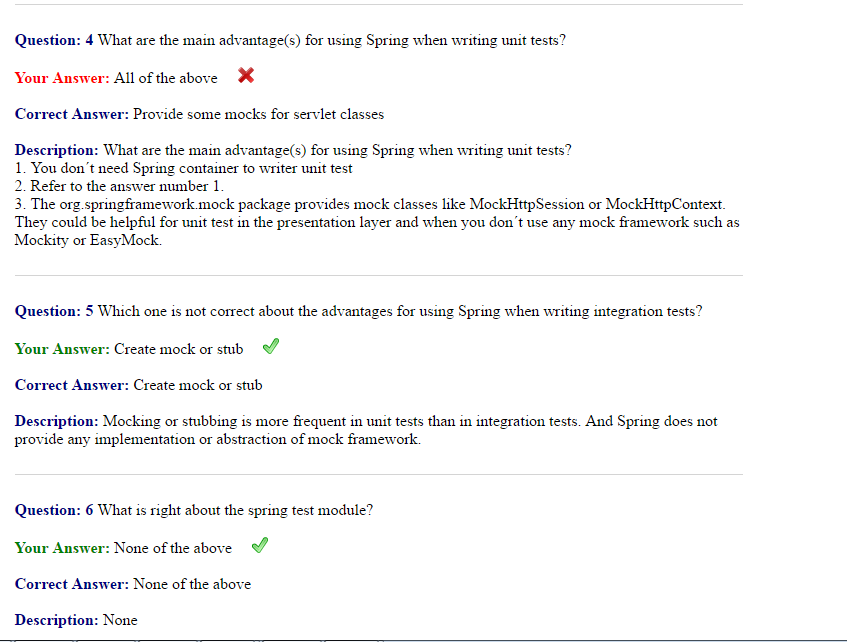 Question: 4 What are the main advantage(s) for using Spring when writing unit tests?
Your Answer: All of the above
Correct Answer: Provide some mocks for servlet classes
Description: What are the main advantage(s) for using Spring when writing unit tests?
1. You don´t need Spring container to writer unit test
2. Refer to the answer number 1.
3. The org.springframework.mock package provides mock classes like MockHttpSession or MockHttpContext.
They could be helpful for unit test in the presentation layer and when you don´t use any mock framework such as
Mockity or EasyMock.
Question: 5 Which one is not correct about the advantages for using Spring when writing integration tests?
Your Answer: Create mock or stub
Correct Answer: Create mock or stub
Description: Mocking or stubbing is more frequent in unit tests than in integration tests. And Spring does not
provide any implementation or abstraction of mock framework.
Question: 6 What is right about the spring test module?
Your Answer: None of the above
Correct Answer: None of the above
Description: None